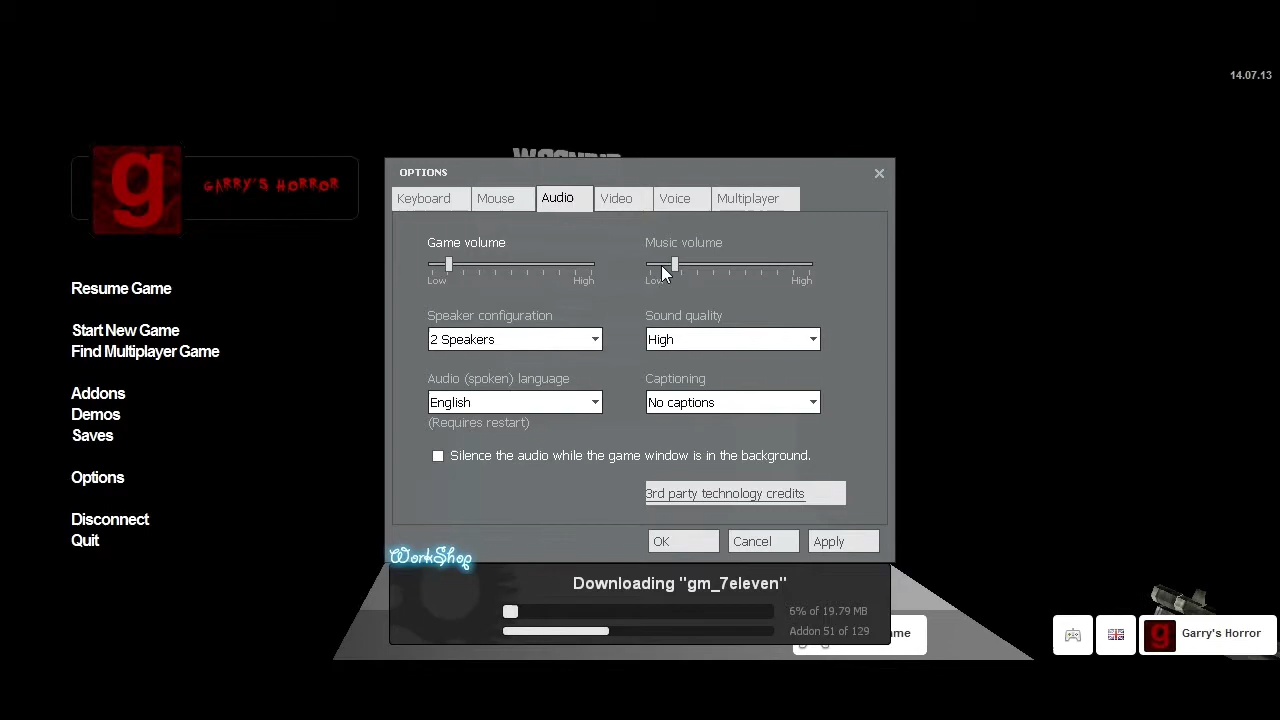 14.07.13
g GARRY'S HORROR
Resume Game
Start New Game
Find Multiplayer Game
Addons
Demos
Saves
Options
Disconnect
Quit
OPTIONS
Keyboard Mouse Audio Video Voice Multiplayer
Game volume Music volume
Low High Low High
Speaker configuration Sound quality
2 Speakers High
Audio (spoken) language Captioning
English No captions
(Requires restart)
Silence the audio while the game window is in the background.
3rd party technology credits
OK Cancel Apply
WorkShop
Downloading "gm_7eleven"
6% of 19.79 MB
Addon 51 of 129
g Garry's Horror